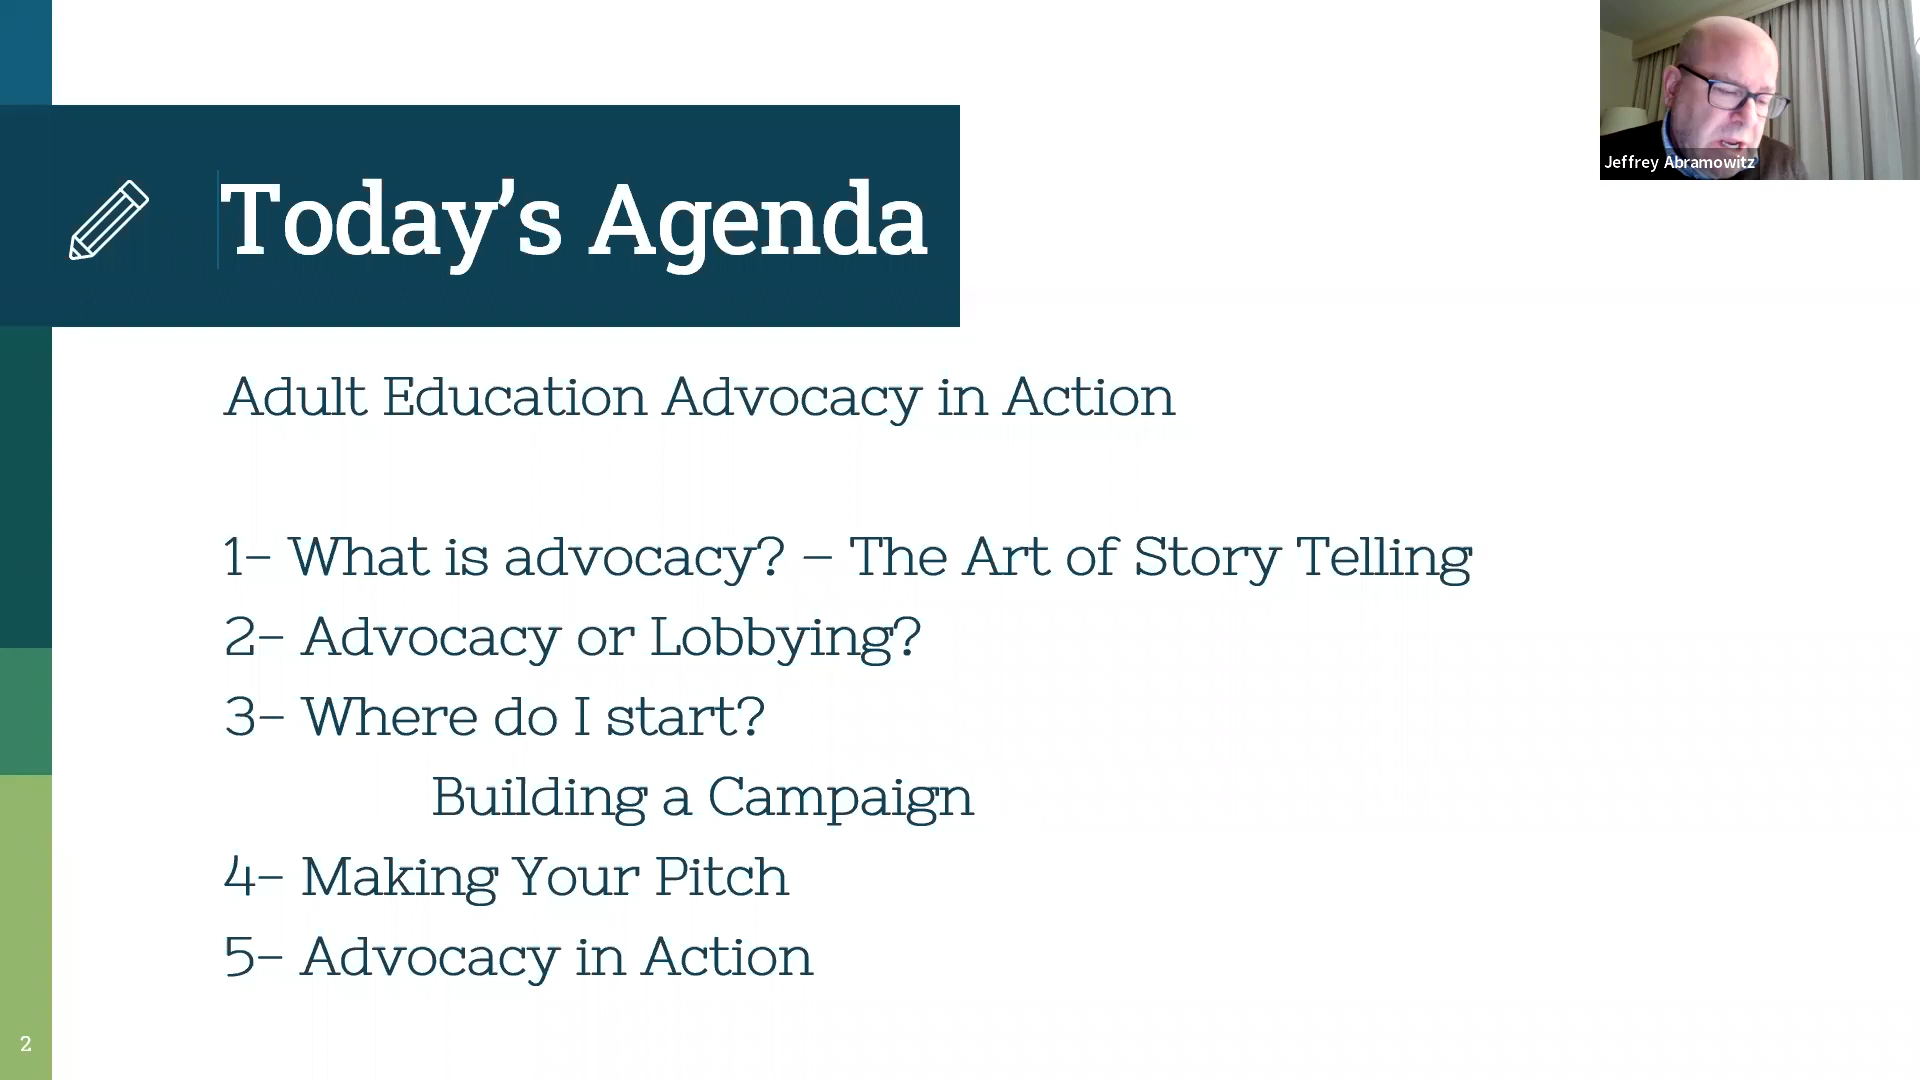 Jeffrey Abramowitz
Today’s Agenda
Adult Education Advocacy in Action
1– What is advocacy? – The Art of Story Telling
2– Advocacy or Lobbying?
3– Where do I start?
Building a Campaign
4– Making Your Pitch
5– Advocacy in Action
2